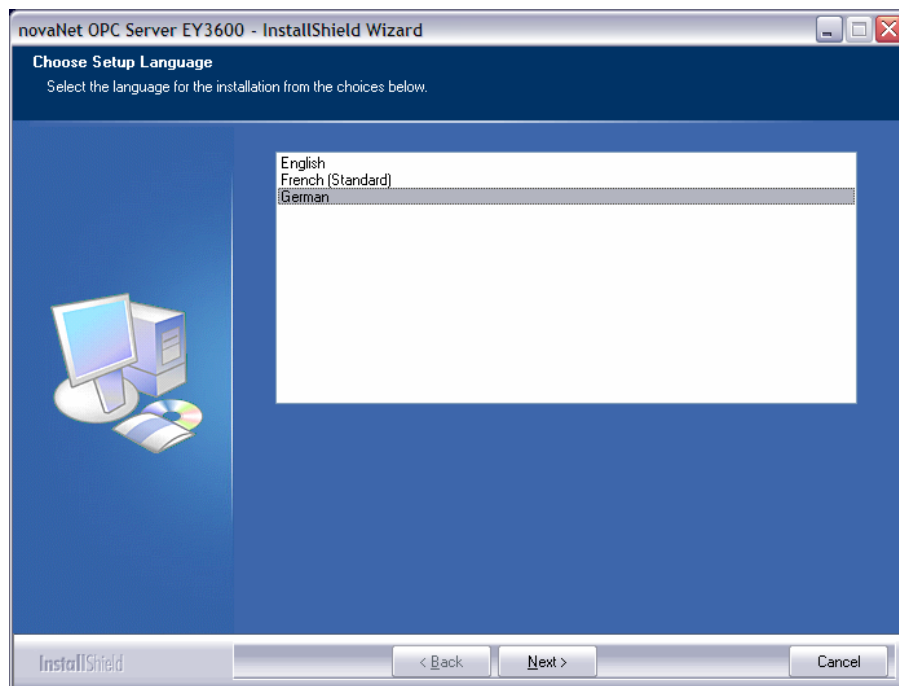 novaNet OPC Server EY3600 - InstallShield Wizard
Choose Setup Language
Select the language for the installation from the choices below.
English
French (Standard)
German
InstallShield
< Back
Next >
Cancel